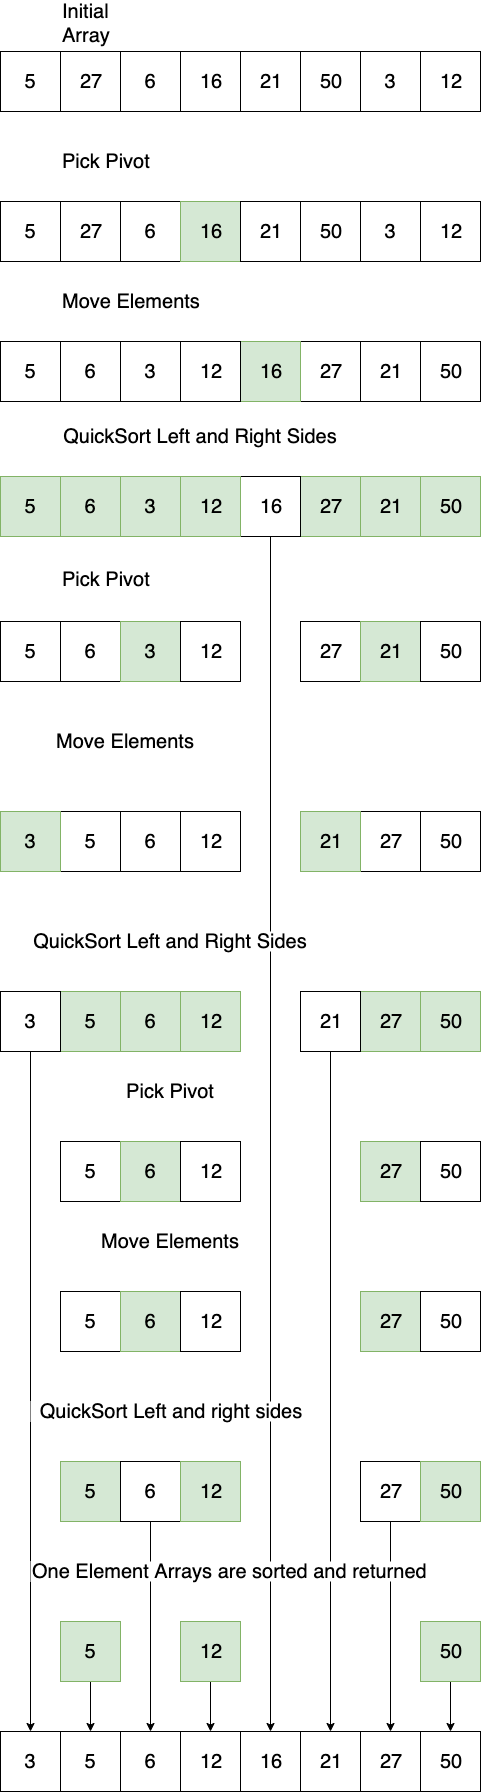 Initial
Array
5 27 6 16 21 50 3 12
Pick Pivot
5 27 6 16 21 50 3 12
Move Elements
5 6 3 12 16 27 21 50
QuickSort Left and Right Sides
5 6 3 12 16 27 21 50
Pick Pivot
5 6 3 12 27 21 50
Move Elements
3 5 6 12 21 27 50
QuickSort Left and Right Sides
3 5 6 12 21 27 50
Pick Pivot
5 6 12 27 50
Move Elements
5 6 12 27 50
QuickSort Left and right sides
5 6 12 27 50
One Element Arrays are sorted and returned
5 12 50
3 5 6 12 16 21 27 50